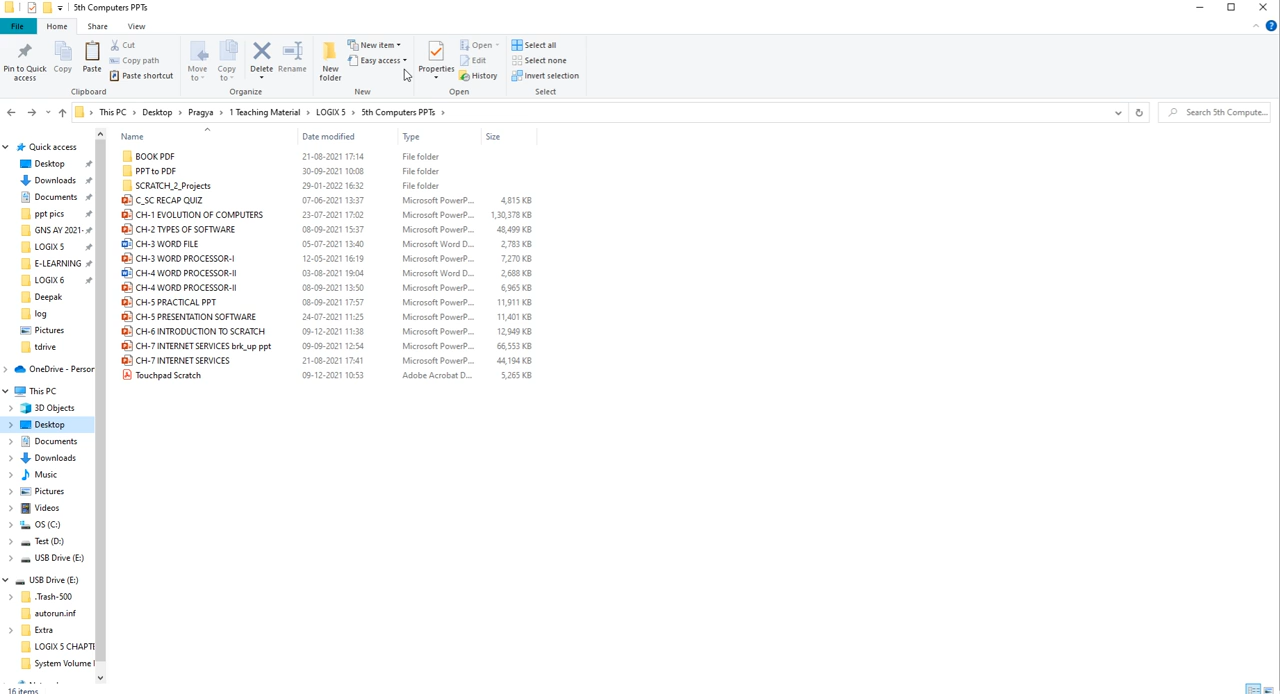 5th Computers PPTs
File Home Share View
Pin to Quick access
Copy
Paste
Cut
Copy path
Paste shortcut
Clipboard
Move to
Copy to
Delete
Rename
Organize
New folder
New item
Easy access
New
Properties
Open
Edit
History
Open
Select all
Select none
Invert selection
Select
This PC > Desktop > Pragya > 1 Teaching Material > LOGIX 5 > 5th Computers PPTs >
Search 5th Compute...
Quick access
Desktop
Downloads
Documents
ppt pics
GNS AY 2021-
LOGIX 5
E-LEARNING
LOGIX 6
Deepak
log
Pictures
tdrive
OneDrive - Person
This PC
3D Objects
Desktop
Documents
Downloads
Music
Pictures
Videos
OS (C:)
Test (D:)
USB Drive (E:)
USB Drive (E:)
.Trash-500
autorun.inf
Extra
LOGIX 5 CHAPTE
System Volume
Name Date modified Type Size
BOOK PDF 21-08-2021 17:14 File folder
PPT to PDF 30-09-2021 10:08 File folder
SCRATCH_2_Projects 29-01-2022 16:32 File folder
C_SC RECAP QUIZ 07-06-2021 13:37 Microsoft PowerP... 4,815 KB
CH-1 EVOLUTION OF COMPUTERS 23-07-2021 17:02 Microsoft PowerP... 1,30,378 KB
CH-2 TYPES OF SOFTWARE 08-09-2021 15:37 Microsoft PowerP... 48,499 KB
CH-3 WORD FILE 05-07-2021 13:40 Microsoft Word D... 2,783 KB
CH-3 WORD PROCESSOR-I 12-05-2021 16:19 Microsoft PowerP... 7,270 KB
CH-4 WORD PROCESSOR-II 03-08-2021 19:04 Microsoft Word D... 2,688 KB
CH-4 WORD PROCESSOR-II 08-09-2021 13:50 Microsoft PowerP... 6,965 KB
CH-5 PRACTICAL PPT 08-09-2021 17:57 Microsoft PowerP... 11,911 KB
CH-5 PRESENTATION SOFTWARE 24-07-2021 11:25 Microsoft PowerP... 11,401 KB
CH-6 INTRODUCTION TO SCRATCH 09-12-2021 11:38 Microsoft PowerP... 12,949 KB
CH-7 INTERNET SERVICES brk_up ppt 09-09-2021 12:54 Microsoft PowerP... 66,553 KB
CH-7 INTERNET SERVICES 21-08-2021 17:41 Microsoft PowerP... 44,194 KB
Touchpad Scratch 09-12-2021 10:53 Adobe Acrobat D... 5,265 KB
16 items